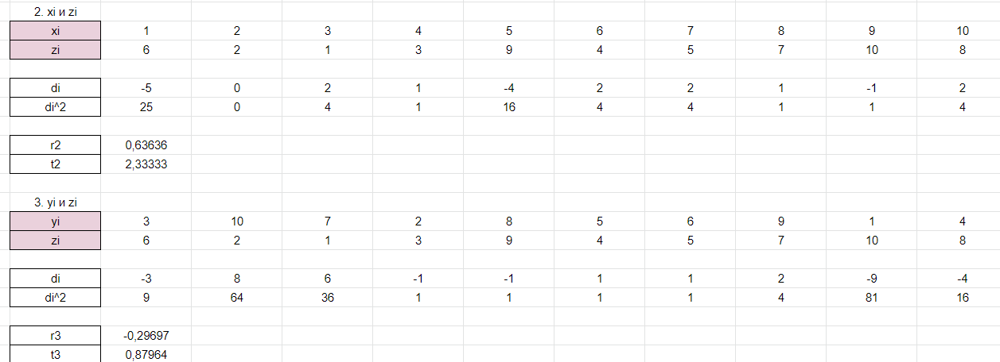 2. xi и zi
xi 1 2 3 4 5 6 7 8 9 10
zi 6 2 1 3 9 4 5 7 10 8
di -5 0 2 1 -4 2 2 1 -1 2
di^2 25 0 4 1 16 4 4 1 1 4
r2 0,63636
t2 2,33333
3. yi и zi
yi 3 10 7 2 8 5 6 9 1 4
zi 6 2 1 3 9 4 5 7 10 8
di -3 8 6 -1 -1 1 1 2 -9 -4
di^2 9 64 36 1 1 1 1 4 81 16
r3 -0,29697
t3 0,87964